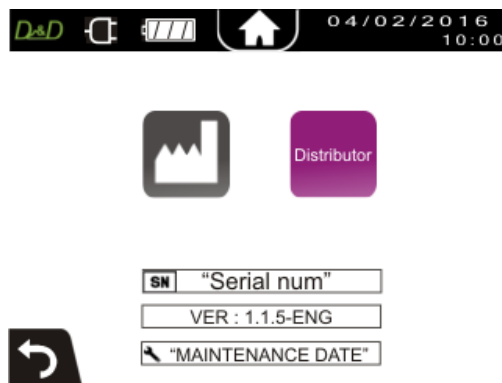 D&D
04/02/2016
10:00
Distributor
SN "Serial num"
VER : 1.1.5-ENG
"MAINTENANCE DATE"